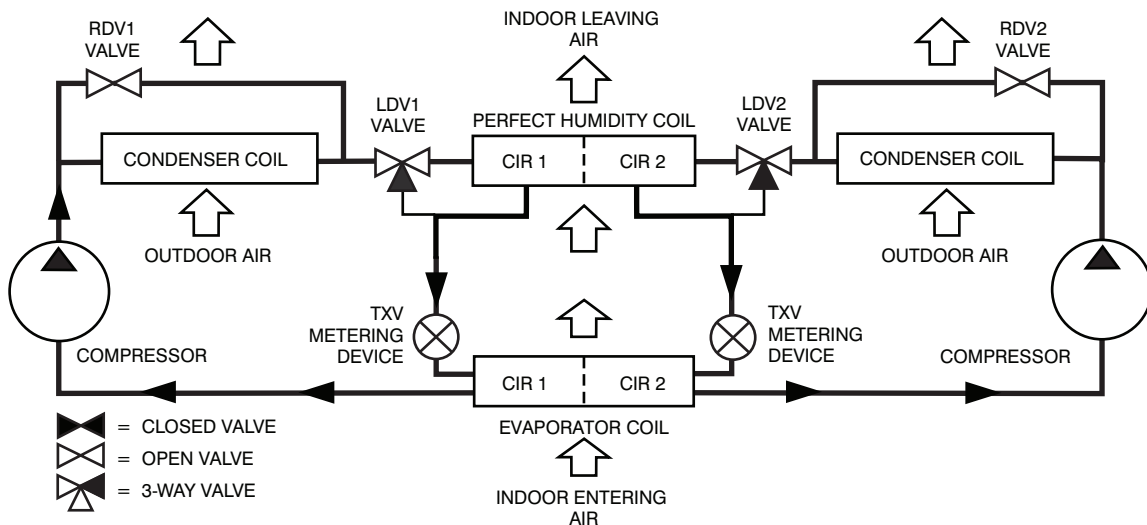 RDV1
VALVE
INDOOR LEAVING
AIR
RDV2
VALVE
LDV1
VALVE
PERFECT HUMIDITY COIL
LDV2
VALVE
CONDENSER COIL
CIR 1
CIR 2
CONDENSER COIL
OUTDOOR AIR
OUTDOOR AIR
TXV
METERING
DEVICE
TXV
METERING
DEVICE
COMPRESSOR
COMPRESSOR
CIR 1
CIR 2
EVAPORATOR COIL
= CLOSED VALVE
= OPEN VALVE
= 3-WAY VALVE
INDOOR ENTERING
AIR